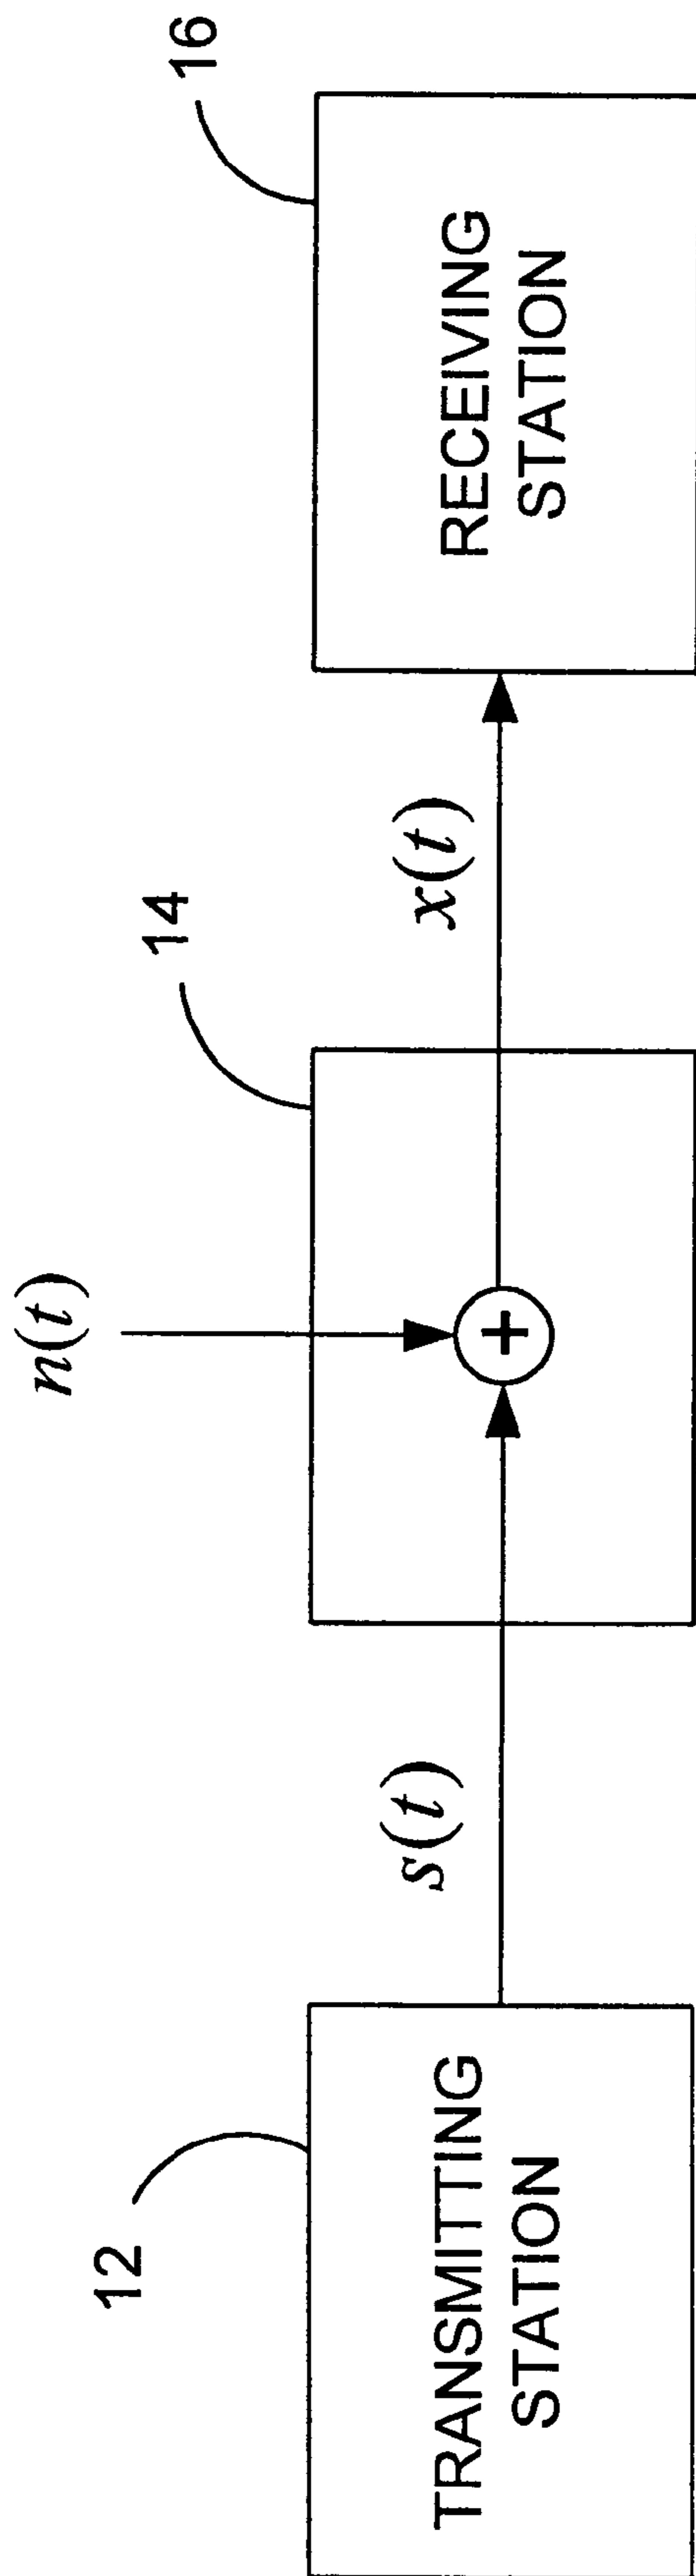 12
TRANSMITTING
STATION
s(t)
n(t)
14
+
x(t)
16
RECEIVING
STATION